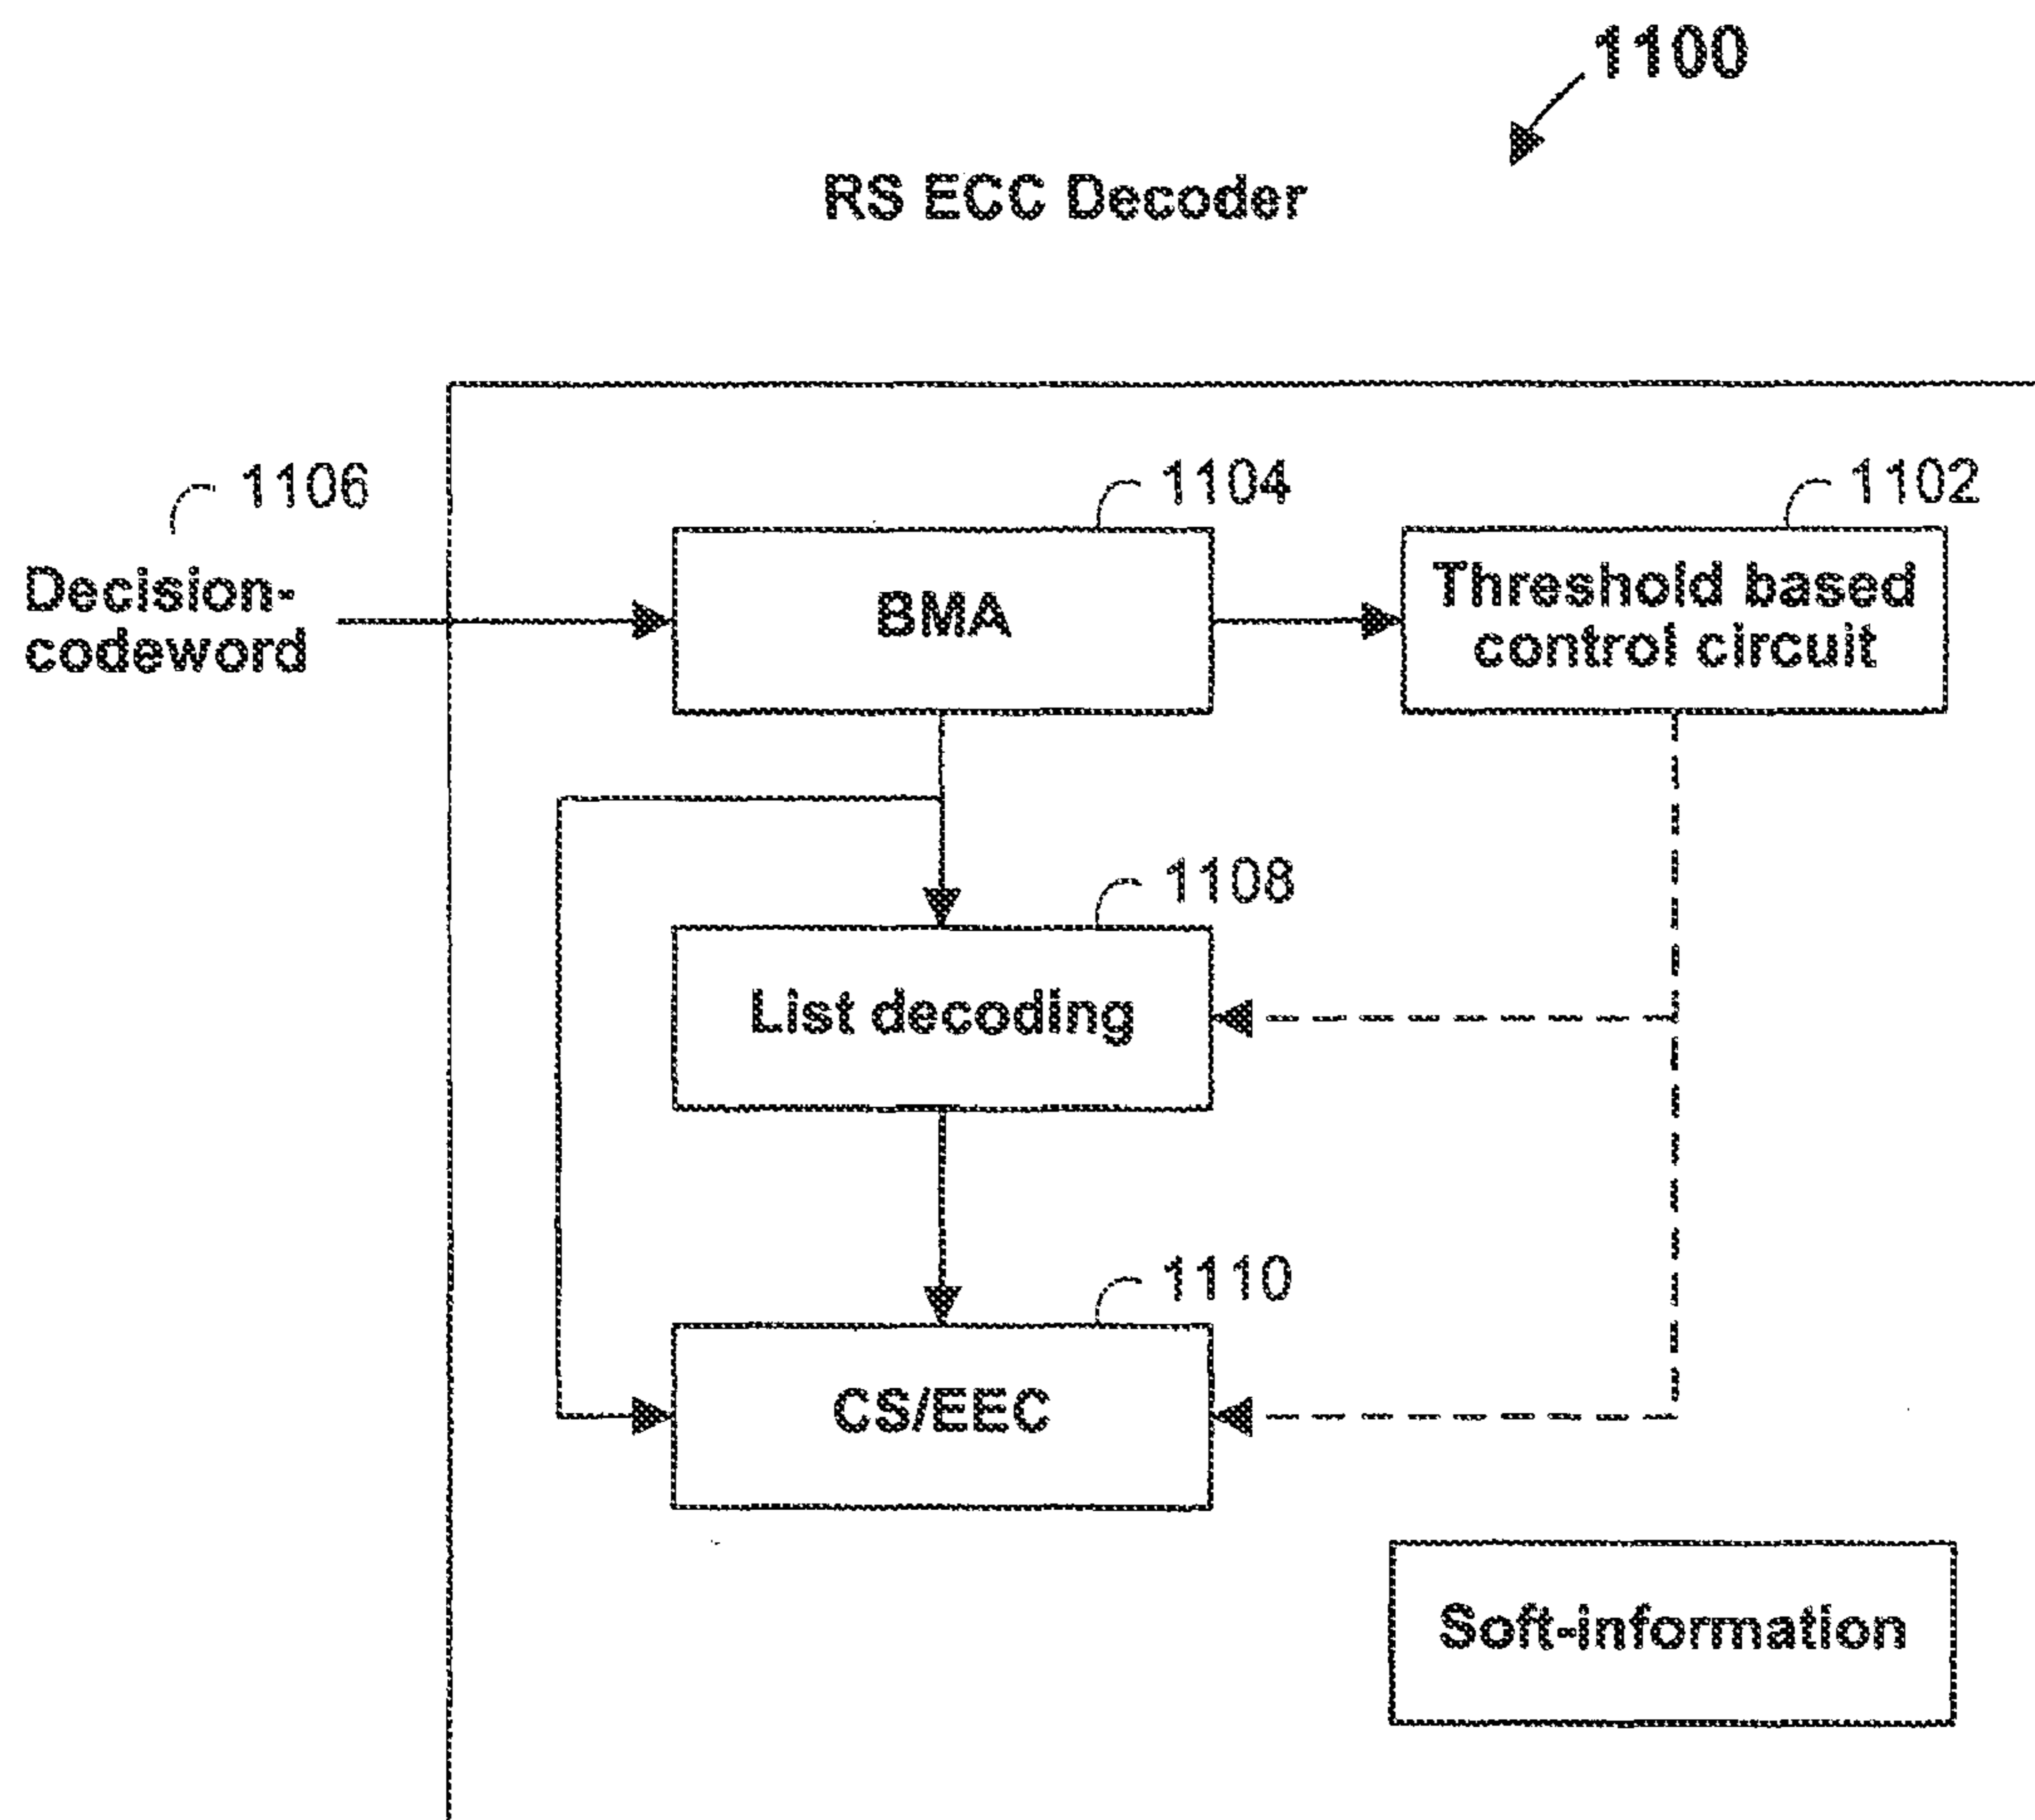 1100
RS ECC Decoder
1106
1104
1102
Decision-
codeword
BMA
Threshold based
control circuit
1108
List decoding
1110
CS/EEC
Soft-information